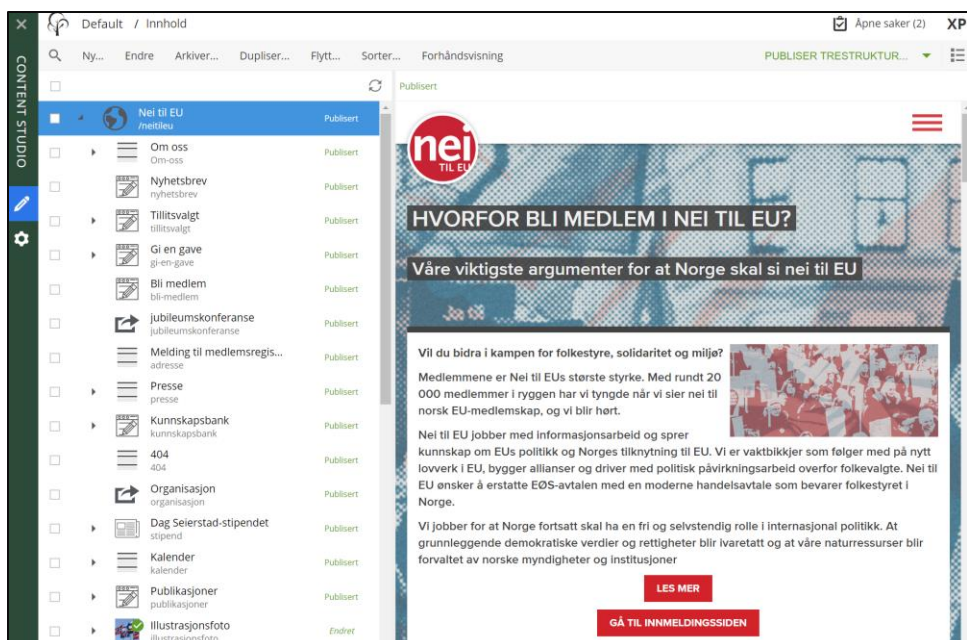 Default / Innhold
Åpne saker (2)
XP
CONTENT STUDIO
Ny...
Endre
Arkiver...
Dupliser...
Flytt...
Sorter...
Forhåndsvisning
PUBLISER TRESTRUKTUR...
Nei til EU
/neitileu
Publisert
Om oss
Om-oss
Publisert
Nyhetsbrev
nyhetsbrev
Publisert
Tillitsvalgt
tillitsvalgt
Publisert
Gi en gave
gi-en-gave
Publisert
Bli medlem
bli-medlem
Publisert
jubileumskonferanse
jubileumskonferanse
Publisert
Melding til medlemsregis...
adresse
Publisert
Presse
presse
Publisert
Kunnskapsbank
kunnskapsbank
Publisert
404
404
Publisert
Organisasjon
organisasjon
Publisert
Dag Seierstad-stipendet
stipend
Publisert
Kalender
kalender
Publisert
Publikasjoner
publikasjoner
Publisert
Illustrasjonsfoto
illustrasjonsfoto
Endret
Publisert
nei
TIL EU
HVORFOR BLI MEDLEM I NEI TIL EU?
Våre viktigste argumenter for at Norge skal si nei til EU
Vil du bidra i kampen for folkestyre, solidaritet og miljø?
Medlemmene er Nei til EUs største styrke. Med rundt 20
000 medlemmer i ryggen har vi tyngde når vi sier nei til
norsk EU-medlemskap, og vi blir hørt.
Nei til EU jobber med informasjonsarbeid og sprer
kunnskap om EUs politikk og Norges tilknytning til EU. Vi er vaktbikkjer som følger med på nytt
lovverk i EU, bygger allianser og driver med politisk påvirkningsarbeid overfor folkevalgte. Nei til
EU ønsker å erstatte EØS-avtalen med en moderne handelsavtale som bevarer folkestyret i
Norge.
Vi jobber for at Norge fortsatt skal ha en fri og selvstendig rolle i internasjonal politikk. At
grunnleggende demokratiske verdier og rettigheter blir ivaretatt og at våre naturressurser blir
forvaltet av norske myndigheter og institusjoner
LES MER
GÅ TIL INNMELDINGSSIDEN